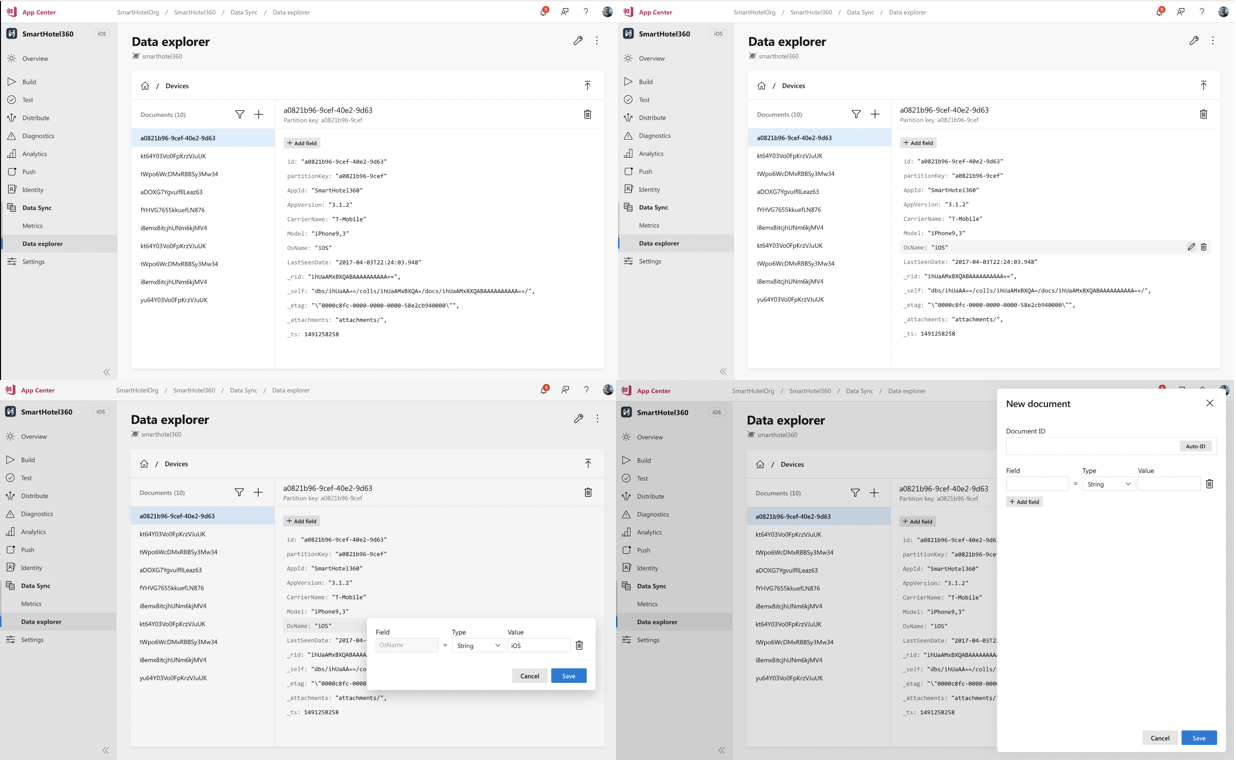 App Center
SmartHotelOrg / SmartHotel360 / Data Sync / Data explorer
SmartHotel360 iOS
Overview
Build
Test
Distribute
Diagnostics
Analytics
Push
Identity
Data Sync
Metrics
Data explorer
Settings
Data explorer
smarthotel360
/ Devices
Documents (10)
a0821b96-9cef-40e2-9d63
kt64Y03Vo0FpKrzVJuUK
tWpo6WcDMxRBBSy3Mw34
aDOXG7YgvulfllLeaz63
fYHVG7655kkuefLN876
i8emx8itcjhUNm6kjMV4
kt64Y03Vo0FpKrzVJuUK
tWpo6WcDMxRBBSy3Mw34
i8emx8itcjhUNm6kjMV4
yu64Y03Vo0FpKrzVJuUK
a0821b96-9cef-40e2-9d63
Partition key: a0821b96-9cef
+ Add field
id: "a0821b96-9cef-40e2-9d63"
partitionKey: "a0821b96-9cef"
AppId: "SmartHotel360"
AppVersion: "3.1.2"
CarrierName: "T-Mobile"
Model: "iPhone9,3"
OsName: "iOS"
LastSeenDate: "2017-04-03T22:24:03.948"
_rid: "ihUaAMxBXQABAAAAAAAAAA==",
_self: "dbs/ihUaAA==/colls/ihUaAMxBXQA=/docs/ihUaAMxBXQABAAAAAAAAAA==/",
_etag: "\"0000c8fc-0000-0000-0000-58e2cb940000\"",
_attachments: "attachments/",
_ts: 1491258258
App Center
SmartHotelOrg / SmartHotel360 / Data Sync / Data explorer
SmartHotel360 iOS
Overview
Build
Test
Distribute
Diagnostics
Analytics
Push
Identity
Data Sync
Metrics
Data explorer
Settings
Data explorer
smarthotel360
/ Devices
Documents (10)
a0821b96-9cef-40e2-9d63
kt64Y03Vo0FpKrzVJuUK
tWpo6WcDMxRBBSy3Mw34
aDOXG7YgvulfllLeaz63
fYHVG7655kkuefLN876
i8emx8itcjhUNm6kjMV4
kt64Y03Vo0FpKrzVJuUK
tWpo6WcDMxRBBSy3Mw34
i8emx8itcjhUNm6kjMV4
yu64Y03Vo0FpKrzVJuUK
a0821b96-9cef-40e2-9d63
Partition key: a0821b96-9cef
+ Add field
id: "a0821b96-9cef-40e2-9d63"
partitionKey: "a0821b96-9cef"
AppId: "SmartHotel360"
AppVersion: "3.1.2"
CarrierName: "T-Mobile"
Model: "iPhone9,3"
OsName: "iOS"
LastSeenDate: "2017-04-03T22:24:03.948"
_rid: "ihUaAMxBXQABAAAAAAAAAA==",
_self: "dbs/ihUaAA==/colls/ihUaAMxBXQA=/docs/ihUaAMxBXQABAAAAAAAAAA==/",
_etag: "\"0000c8fc-0000-0000-0000-58e2cb940000\"",
_attachments: "attachments/",
_ts: 1491258258
App Center
SmartHotelOrg / SmartHotel360 / Data Sync / Data explorer
SmartHotel360 iOS
Overview
Build
Test
Distribute
Diagnostics
Analytics
Push
Identity
Data Sync
Metrics
Data explorer
Settings
Data explorer
smarthotel360
/ Devices
Documents (10)
a0821b96-9cef-40e2-9d63
kt64Y03Vo0FpKrzVJuUK
tWpo6WcDMxRBBSy3Mw34
aDOXG7YgvulfllLeaz63
fYHVG7655kkuefLN876
i8emx8itcjhUNm6kjMV4
kt64Y03Vo0FpKrzVJuUK
tWpo6WcDMxRBBSy3Mw34
i8emx8itcjhUNm6kjMV4
yu64Y03Vo0FpKrzVJuUK
a0821b96-9cef-40e2-9d63
Partition key: a0821b96-9cef
+ Add field
id: "a0821b96-9cef-40e2-9d63"
partitionKey: "a0821b96-9cef"
AppId: "SmartHotel360"
AppVersion: "3.1.2"
CarrierName: "T-Mobile"
Model: "iPhone9,3"
OsName: "iOS"
LastSeenDate: "2017-04-03
_rid: "ihUaAMxBXQABAAAAA
_self: "dbs/ihUaAA==/co
_etag: "\"0000c8fc-0000
_attachments: "attachments/",
_ts: 1491258258
Field Type Value
OsName = String iOS
Cancel Save
App Center
SmartHotelOrg / SmartHotel360 / Data Sync / Data explorer
SmartHotel360 iOS
Overview
Build
Test
Distribute
Diagnostics
Analytics
Push
Identity
Data Sync
Metrics
Data explorer
Settings
Data explorer
smarthotel360
/ Devices
Documents (10)
a0821b96-9cef-40e2-9d63
kt64Y03Vo0FpKrzVJuUK
tWpo6WcDMxRBBSy3Mw34
aDOXG7YgvulfllLeaz63
fYHVG7655kkuefLN876
i8emx8itcjhUNm6kjMV4
kt64Y03Vo0FpKrzVJuUK
tWpo6WcDMxRBBSy3Mw34
i8emx8itcjhUNm6kjMV4
yu64Y03Vo0FpKrzVJuUK
a0821b96-9cef-40e2-9d63
Partition key: a0821b96-9cef
+ Add field
id: "a0821b96-9cef-40e2-9d6
partitionKey: "a0821b96-9ce
AppId: "SmartHotel360"
AppVersion: "3.1.2"
CarrierName: "T-Mobile"
Model: "iPhone9,3"
OsName: "iOS"
LastSeenDate: "2017-04-03T2
_rid: "ihUaAMxBXQABAAAAAAA
_self: "dbs/ihUaAA==/colls
_etag: "\"0000c8fc-0000-000
_attachments: "attachments/
_ts: 1491258258
New document
Document ID
Auto-ID
Field Type Value
= String
+ Add field
Cancel Save